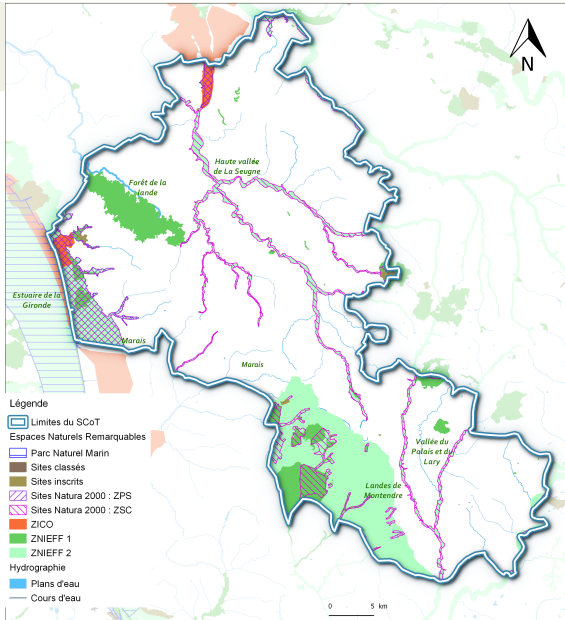 N
Haute vallée
de La Seugne
Forêt de la
lande
Estuaire de la
Gironde
Marais
Marais
Vallée du
Palais et du
Lary
Landes de
Montendre
Légende
Limites du SCoT
Espaces Naturels Remarquables
Parc Naturel Marin
Sites classés
Sites inscrits
Sites Natura 2000 : ZPS
Sites Natura 2000 : ZSC
ZICO
ZNIEFF 1
ZNIEFF 2
Hydrographie
Plans d'eau
Cours d'eau
0 5 km